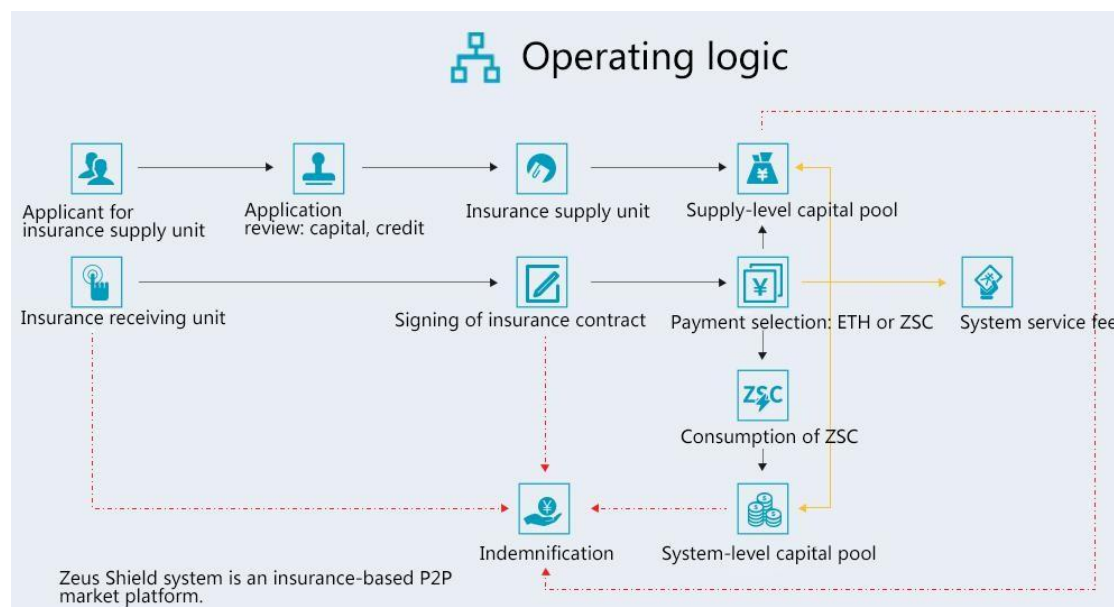 Operating logic
Applicant for
insurance supply unit
Application
review: capital, credit
Insurance supply unit
Supply-level capital pool
Insurance receiving unit
Signing of insurance contract
Payment selection: ETH or ZSC
System service fee
ZSC
Consumption of ZSC
Indemnification
System-level capital pool
Zeus Shield system is an insurance-based P2P
market platform.